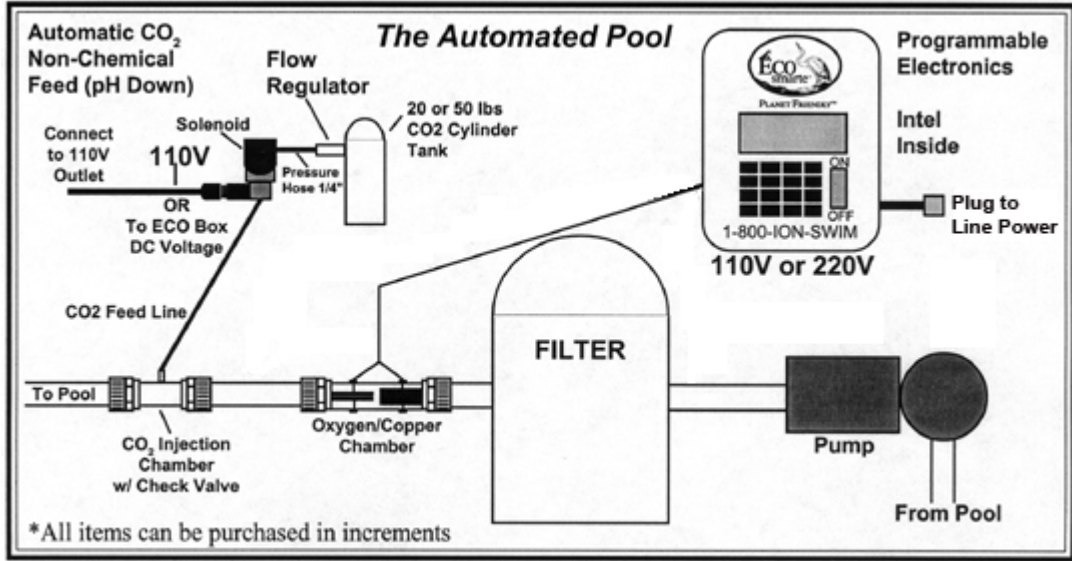 The Automated Pool
Automatic CO2
Non-Chemical
Feed (pH Down)
Flow
Regulator
20 or 50 lbs
CO2 Cylinder
Tank
Solenoid
Connect
to 110V
Outlet
110V
OR
To ECO Box
DC Voltage
Pressure
Hose 1/4"
CO2 Feed Line
ÉCO
smarte
PLANET FRIENDLY™
ON
OFF
1-800-ION-SWIM
110V or 220V
Programmable
Electronics
Intel
Inside
Plug to
Line Power
To Pool
CO2 Injection
Chamber
w/ Check Valve
Oxygen/Copper
Chamber
FILTER
Pump
From Pool
*All items can be purchased in increments